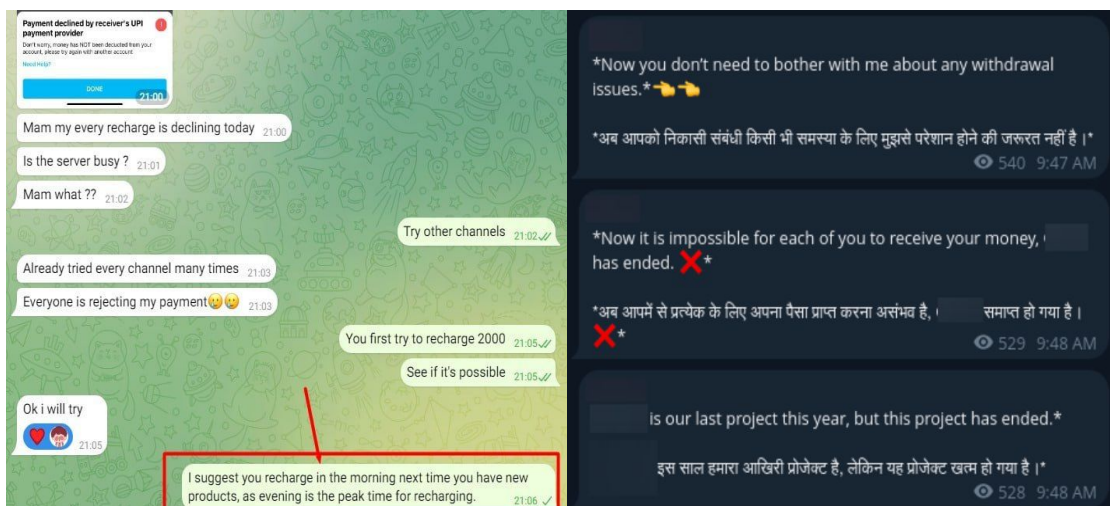 Payment declined by receiver's UPI
payment provider
Don't worry, money has NOT been deducted from your
account, please try again with another account
Need Help?
DONE
21:00
Mam my every recharge is declining today 21:00
Is the server busy ? 21:01
Mam what ?? 21:02
Try other channels 21:02
Already tried every channel many times 21:03
Everyone is rejecting my payment🥲🥲 21:03
You first try to recharge 2000 21:05
See if it's possible 21:05
Ok i will try
21:05
I suggest you recharge in the morning next time you have new
products, as evening is the peak time for recharging. 21:06
*Now you don't need to bother with me about any withdrawal
issues.*👈👈
*अब आपको निकासी संबंधी किसी भी समस्या के लिए मुझसे परेशान होने की जरूरत नहीं है।*
540 9:47 AM
*Now it is impossible for each of you to receive your money,
has ended. ❌*
*अब आपमें से प्रत्येक के लिए अपना पैसा प्राप्त करना असंभव है, समाप्त हो गया है।
❌*
529 9:48 AM
is our last project this year, but this project has ended.*
इस साल हमारा आखिरी प्रोजेक्ट है, लेकिन यह प्रोजेक्ट खत्म हो गया है।*
528 9:48 AM